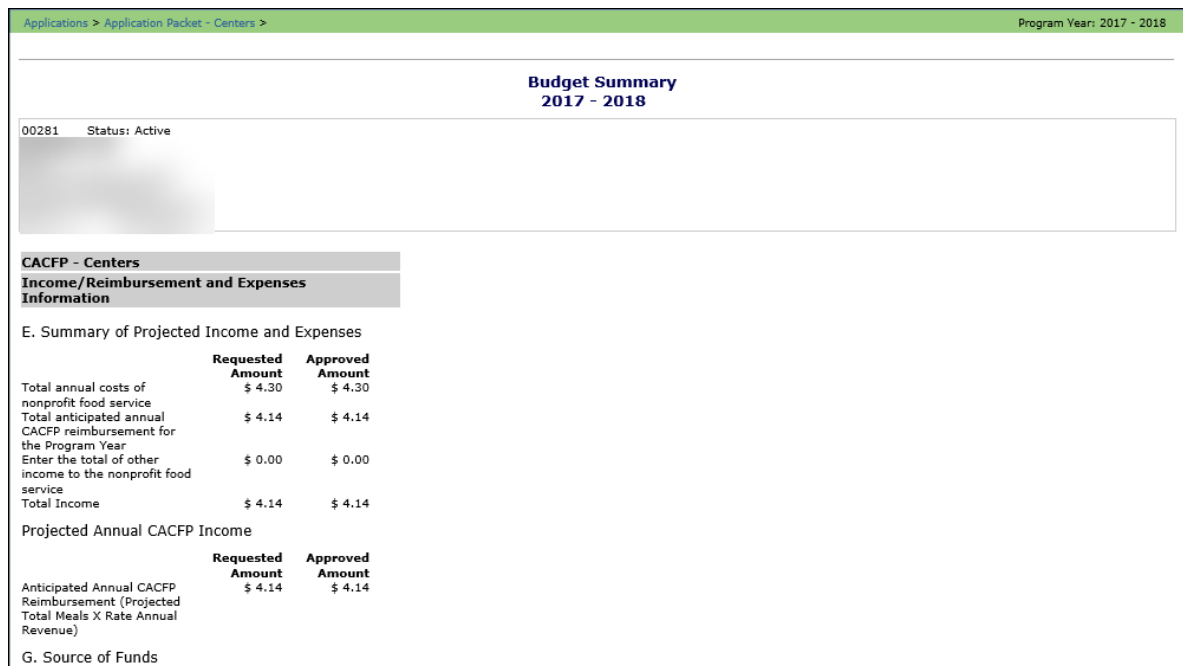 Applications > Application Packet - Centers > Program Year: 2017 - 2018
Budget Summary
2017 - 2018
00281 Status: Active
CACFP - Centers
Income/Reimbursement and Expenses
Information
E. Summary of Projected Income and Expenses
Requested Approved
Amount Amount
Total annual costs of $ 4.30 $ 4.30
nonprofit food service
Total anticipated annual $ 4.14 $ 4.14
CACFP reimbursement for
the Program Year
Enter the total of other $ 0.00 $ 0.00
income to the nonprofit food
service
Total Income $ 4.14 $ 4.14
Projected Annual CACFP Income
Requested Approved
Amount Amount
Anticipated Annual CACFP $ 4.14 $ 4.14
Reimbursement (Projected
Total Meals X Rate Annual
Revenue)
G. Source of Funds